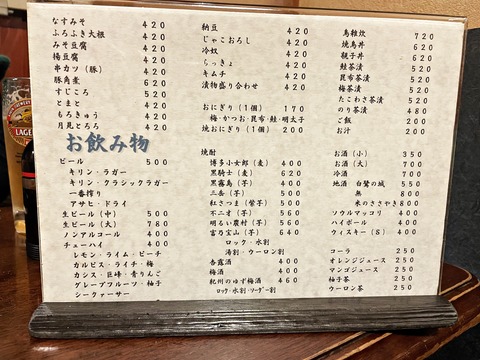 なすみそ 420
ふろふき大根 420
みそ豆腐 420
揚豆腐 420
串カツ（豚） 420
豚角煮 620
すじころ 520
とまと 420
もろきゅう 420
月見とろろ 420
納豆 420
じゃこおろし 420
冷奴 420
らっきょ 420
キムチ 420
漬物盛り合わせ 420
おにぎり（1個） 170
梅・かつお・昆布・鮭・明太子
焼おにぎり（1個） 200
鳥雑炊 720
焼鳥丼 620
親子丼 620
鮭茶漬 520
昆布茶漬 520
梅茶漬 520
たこわさ茶漬 520
のり茶漬 480
ご飯 200
お汁 200
お飲み物
ビール 500
キリン・ラガー
キリン・クラシックラガー
一番搾り
アサヒ・ドライ
生ビール（中） 500
生ビール（大） 780
ノンアルコール 400
チューハイ 400
レモン・ライム・ピーチ
カルピス・ライチ・梅
カシス・巨峰・青りんご
グレープフルーツ・柚子
シークァーサー
焼酎
博多小女郎（麦） 400
黒騎士（麦） 620
黒霧島（芋） 400
三岳（芋） 500
紅さつま（管芋） 500
不二才（芋） 560
明るい農村（芋） 500
富乃宝山（芋） 640
ロック・水割
湯割・ウーロン割
杏露酒 400
梅酒 400
紀州のゆず梅酒 460
ロック・水割・ソーダー割
お酒（小） 350
お酒（大） 700
冷酒 700
地酒 白鷺の城 550
無 800
米のささやき 800
ソウルマッコリ 400
ハイボール 400
ウィスキー（S） 400
コーラ 250
オレンジジュース 250
マンゴジュース 250
柚子茶 250
ウーロン茶 250
LAGER